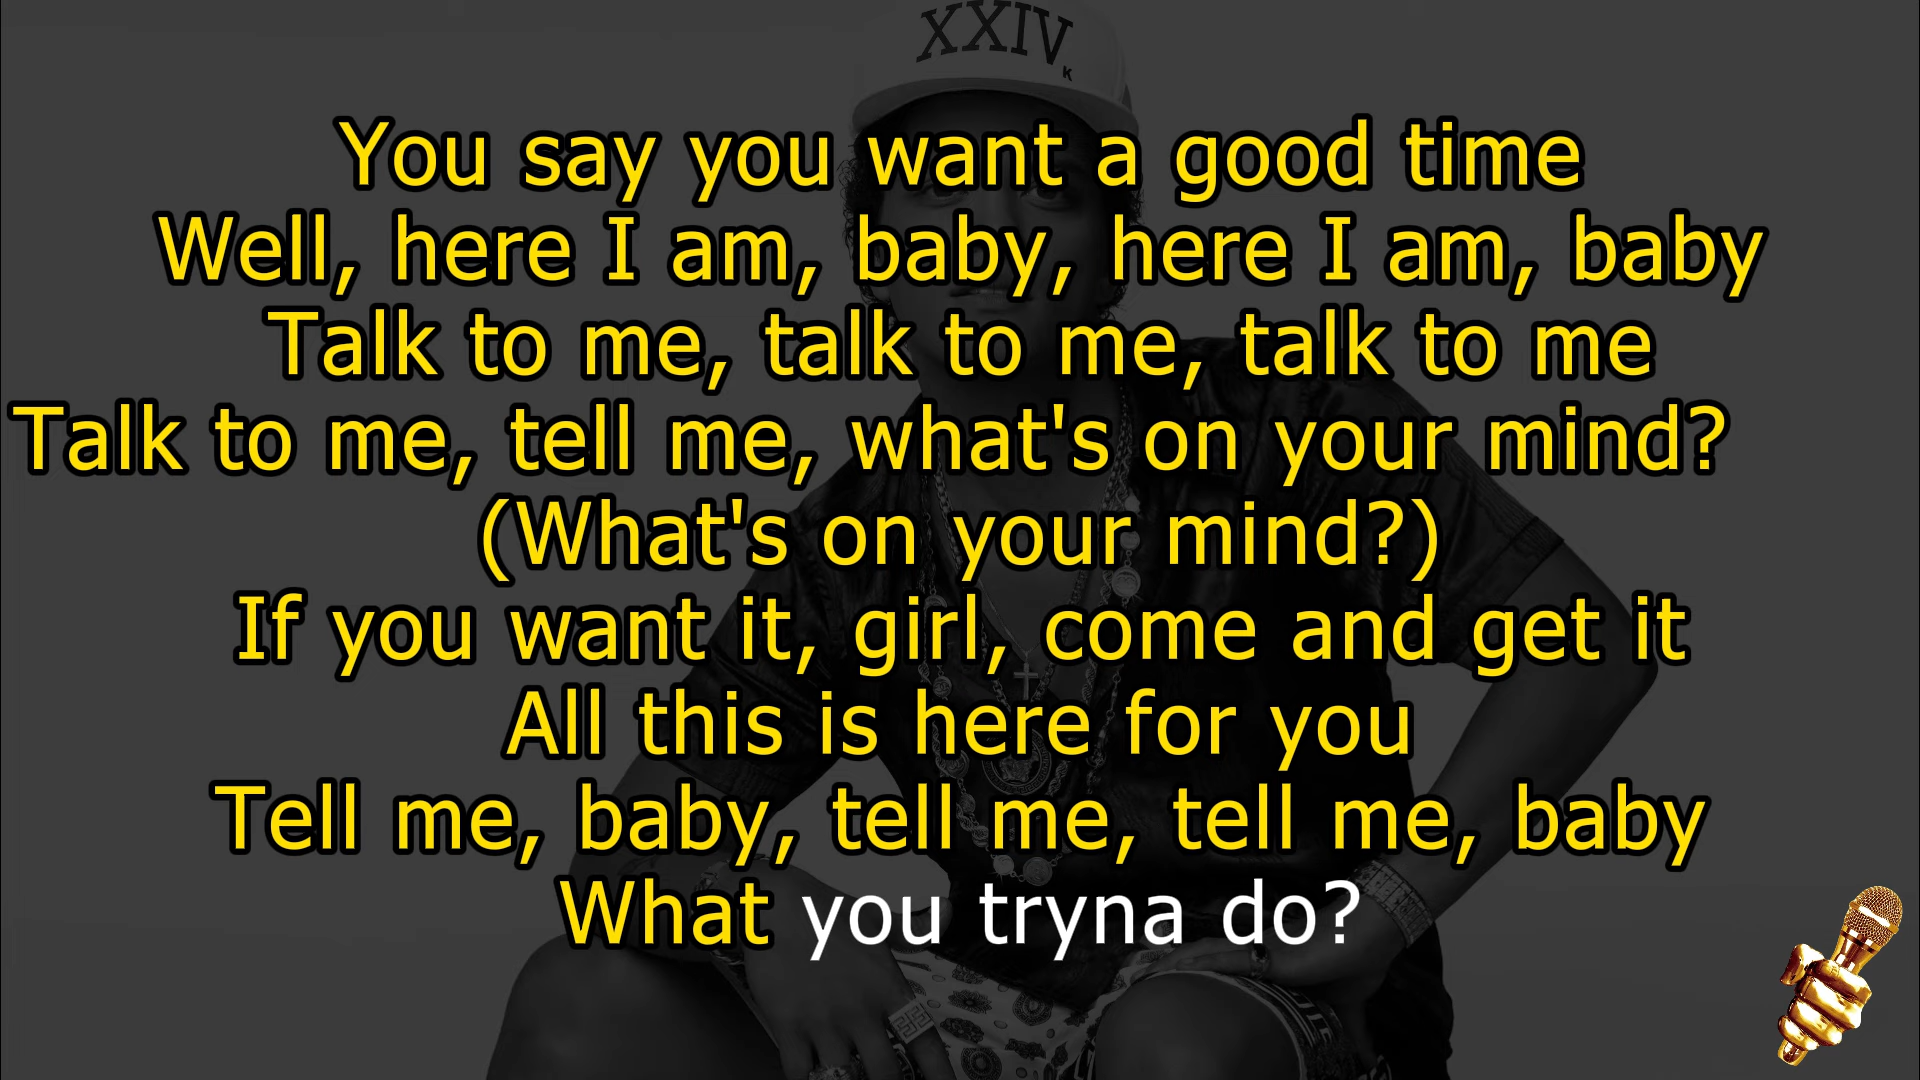 XXIV
K
You say you want a good time
Well, here I am, baby, here I am, baby
Talk to me, talk to me, talk to me
Talk to me, tell me, what's on your mind?
(What's on your mind?)
If you want it, girl, come and get it
All this is here for you
Tell me, baby, tell me, tell me, baby
What you tryna do?